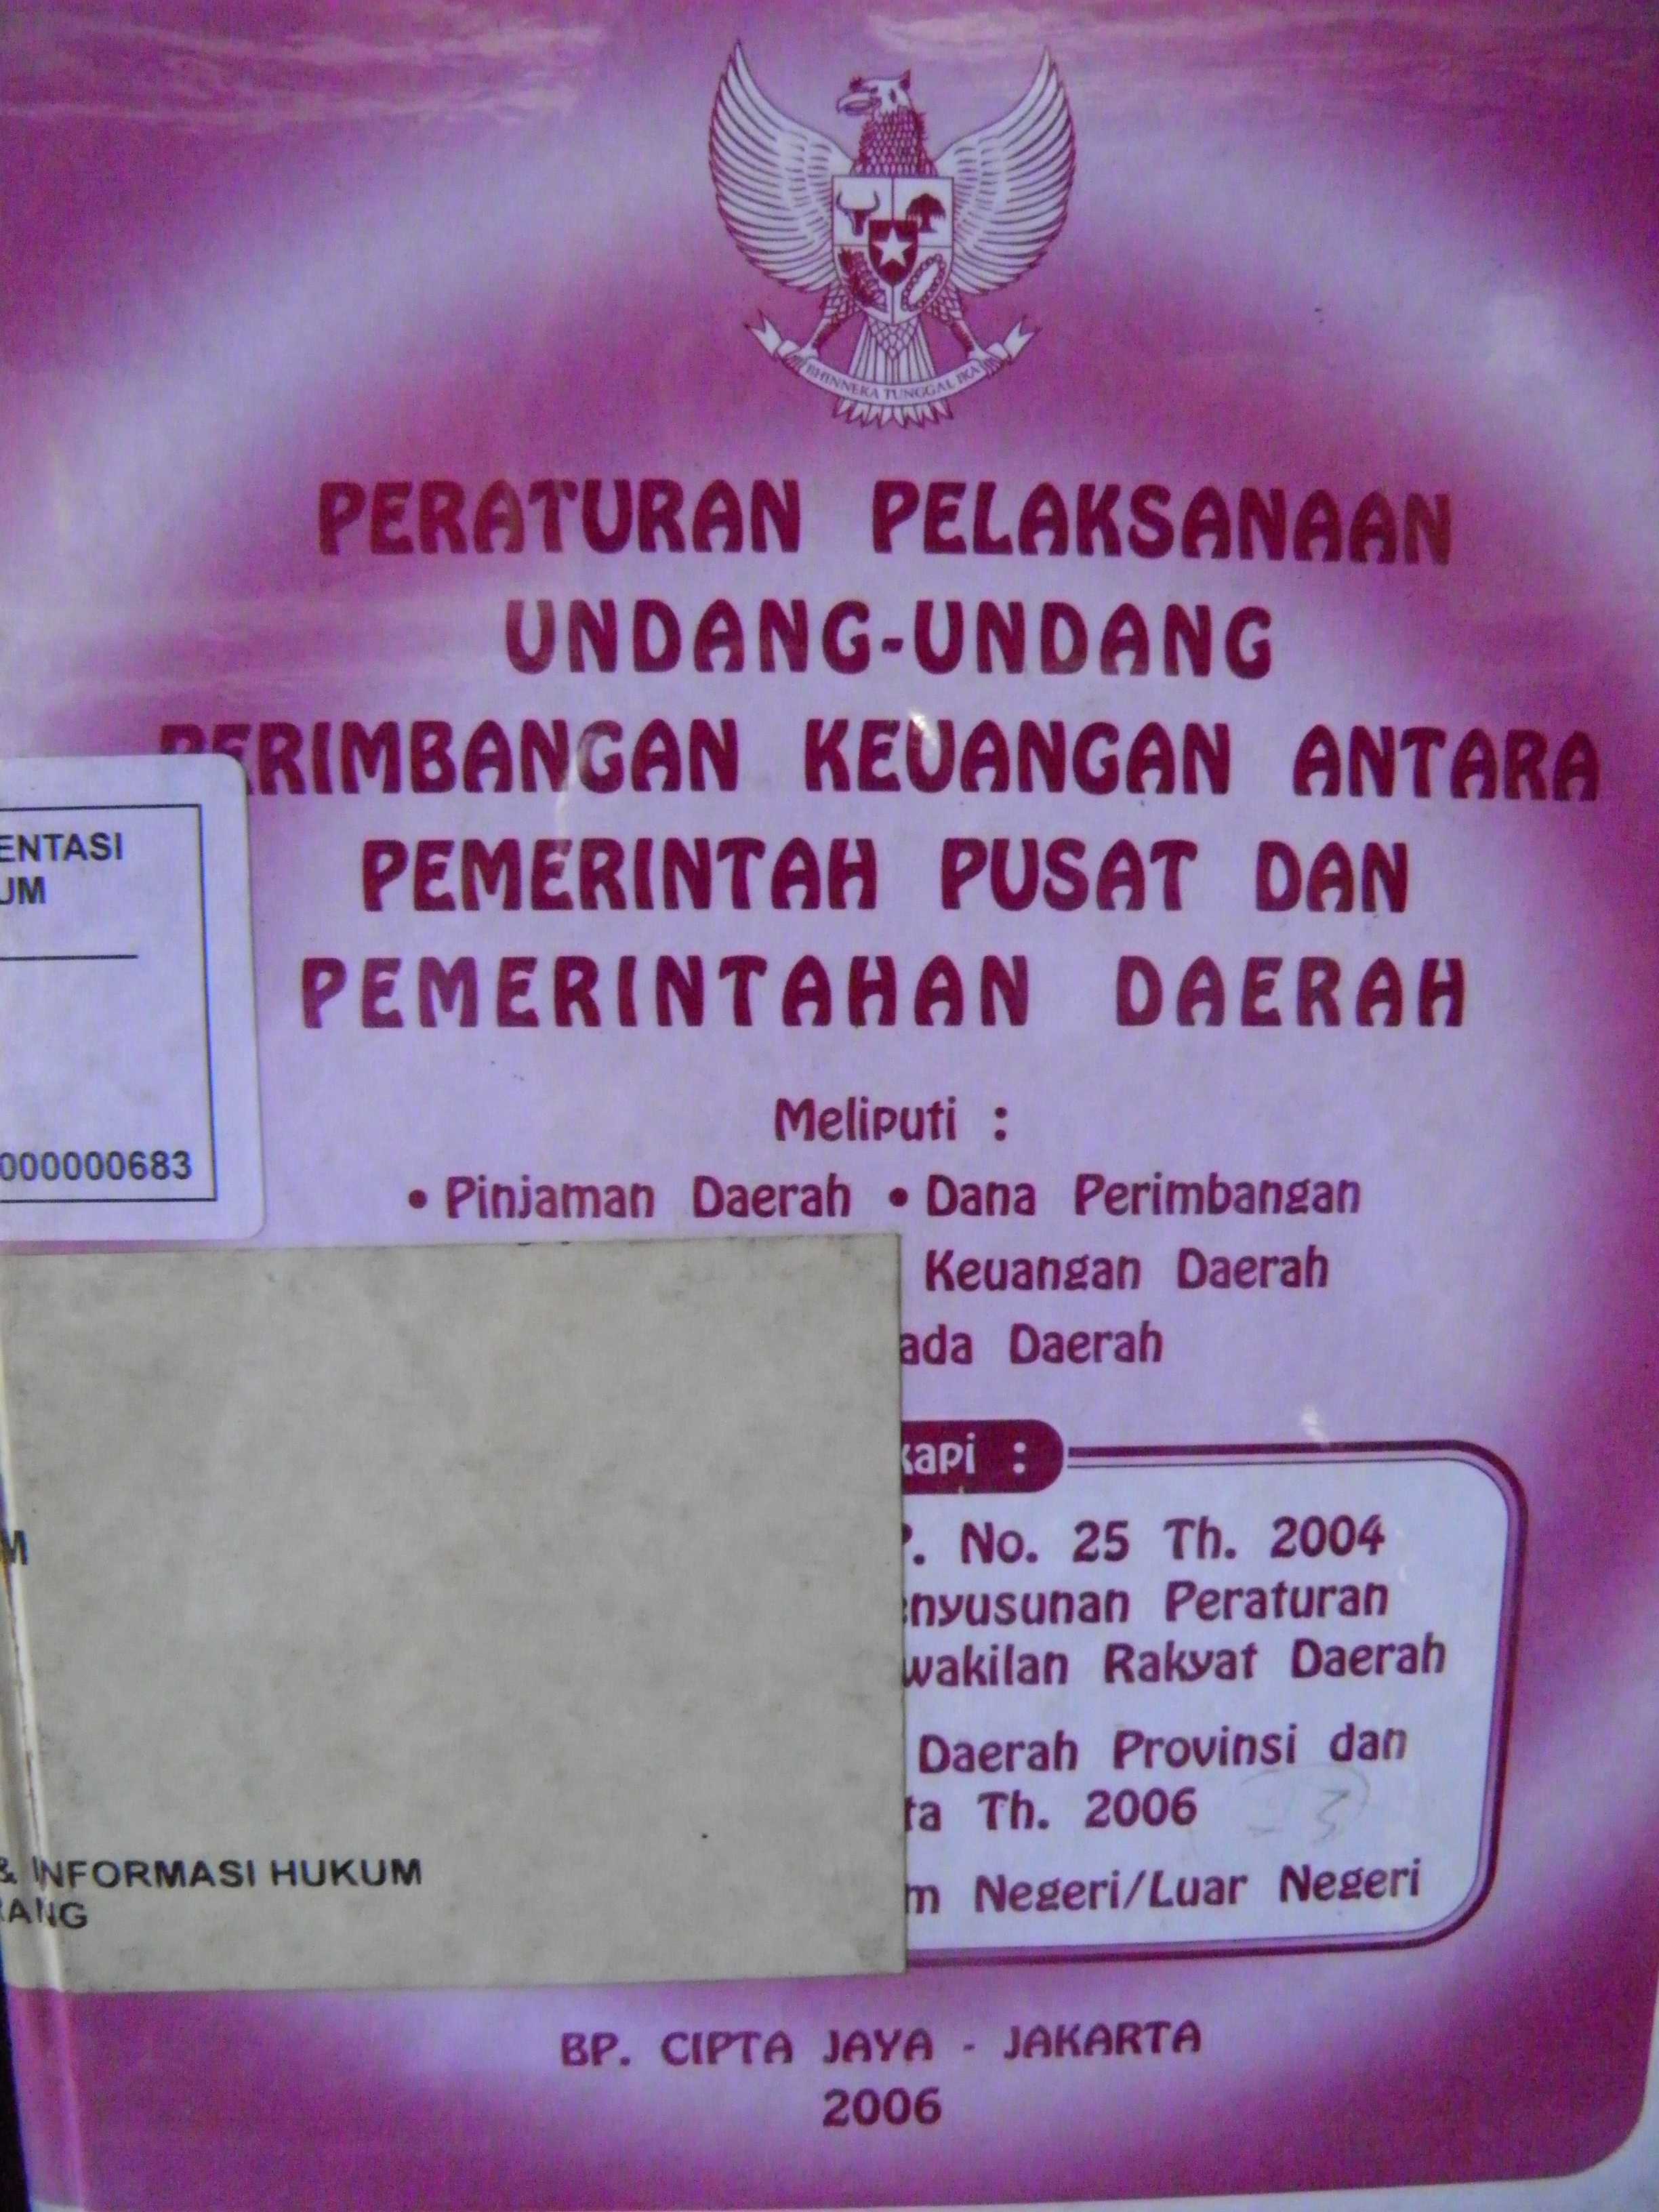 BHINNEKA TUNGGAL IKA
PERATURAN PELAKSANAAN
UNDANG-UNDANG
PERIMBANGAN KEUANGAN ANTARA
PEMERINTAH PUSAT DAN
PEMERINTAHAN DAERAH
ENTASI
UM
000000683
Meliputi :
• Pinjaman Daerah • Dana Perimbangan
Keuangan Daerah
ada Daerah
kapi :
P. No. 25 Th. 2004
enyusunan Peraturan
wakilan Rakyat Daerah
Daerah Provinsi dan
ta Th. 2006
m Negeri/Luar Negeri
M
& INFORMASI HUKUM
RANG
BP. CIPTA JAYA - JAKARTA
2006